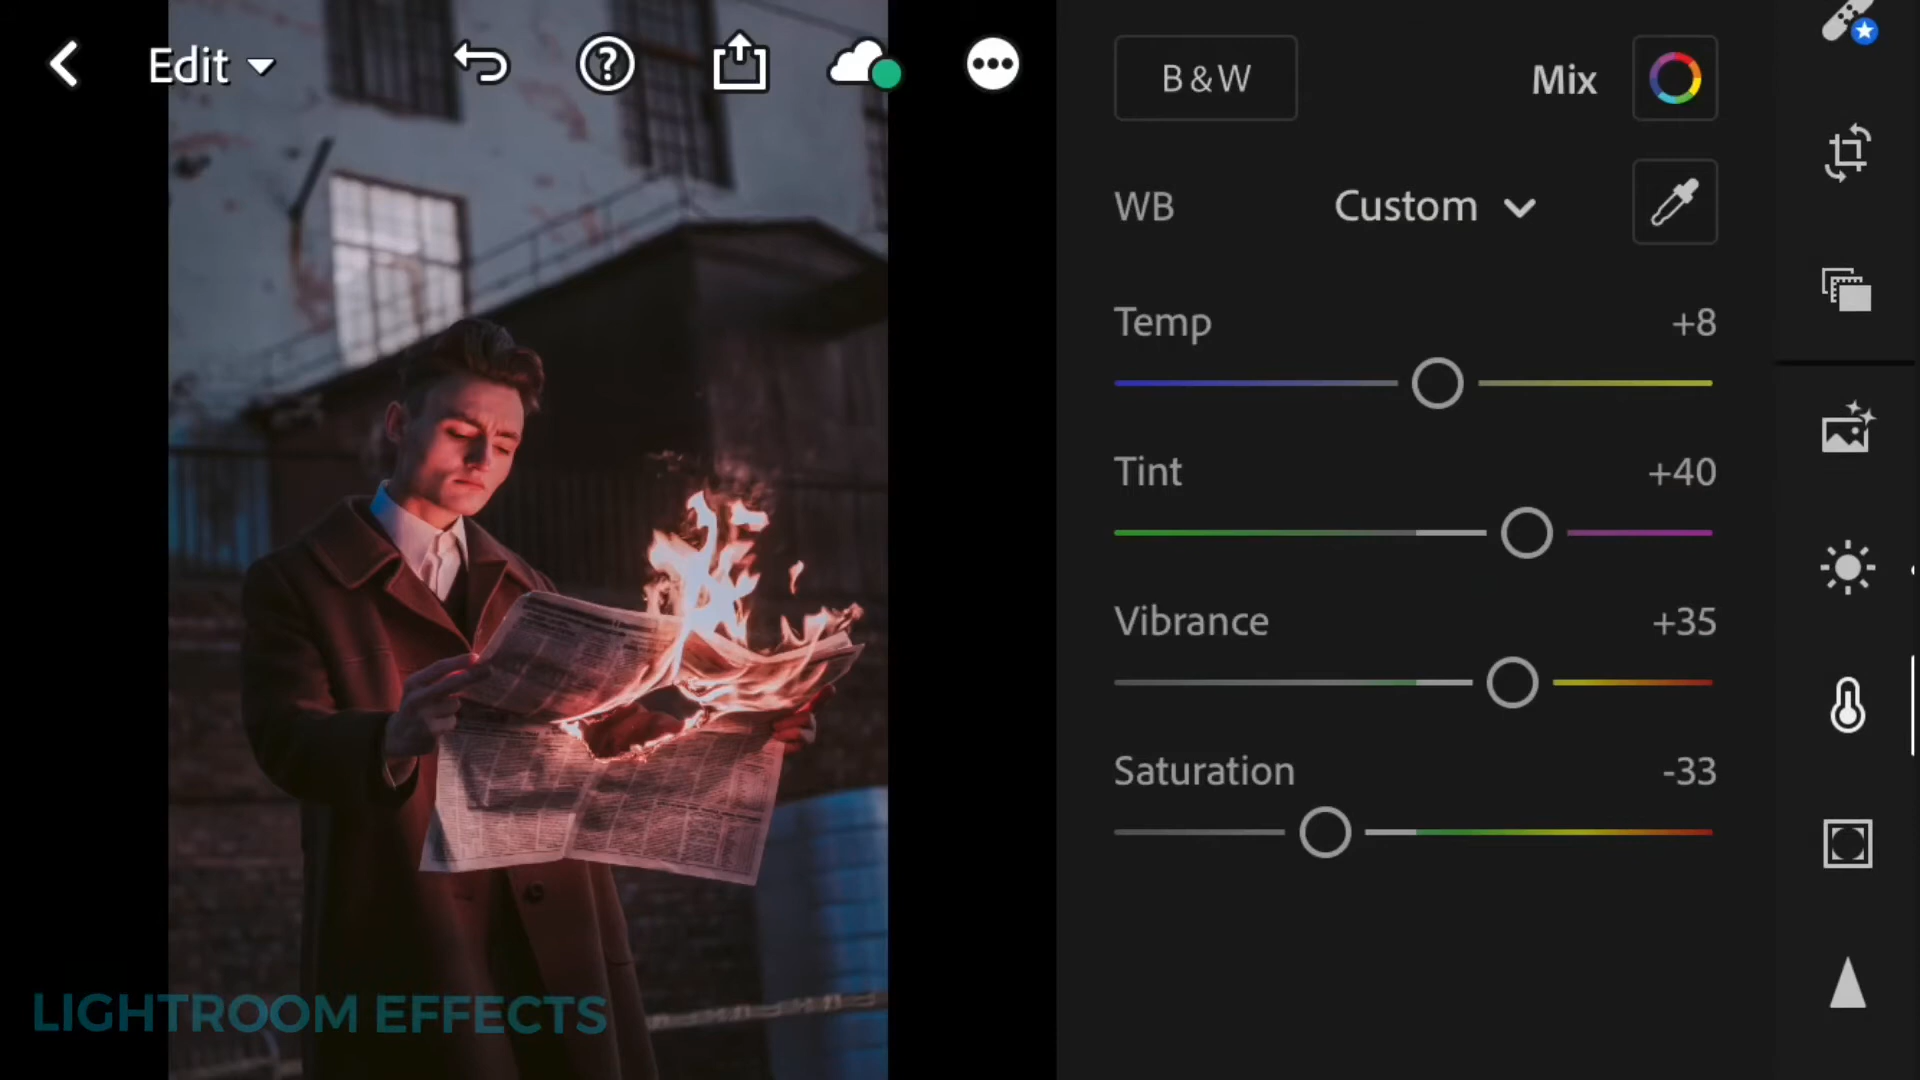 Edit
B&W
Mix
WB
Custom
Temp
+8
Tint
+40
Vibrance
+35
Saturation
-33
LIGHTROOM EFFECTS